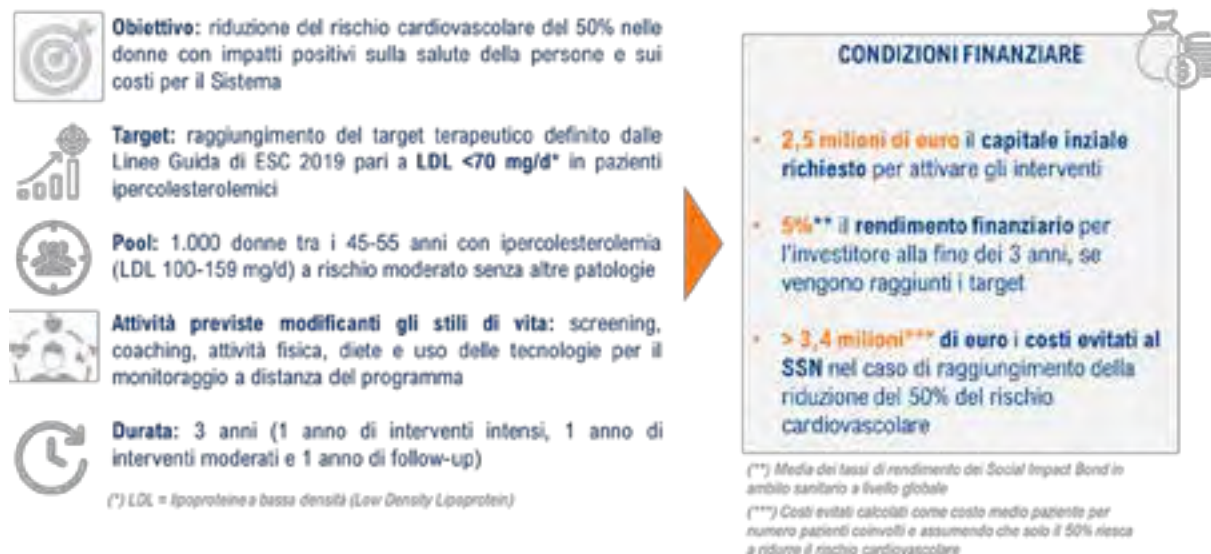 Obiettivo: riduzione del rischio cardiovascolare del 50% nelle
donne con impatti positivi sulla salute della persona e sui
costi per il Sistema
Target: raggiungimento del target terapeutico definito dalle
Linee Guida di ESC 2019 pari a LDL <70 mg/d* in pazienti
ipercolesterolemici
Pool: 1.000 donne tra i 45-55 anni con ipercolesterolemia
(LDL 100-159 mg/d) a rischio moderato senza altre patologie
Attività previste modificanti gli stili di vita: screening,
coaching, attività fisica, diete e uso delle tecnologie per il
monitoraggio a distanza del programma
Durata: 3 anni (1 anno di interventi intensi, 1 anno di
interventi moderati e 1 anno di follow-up)
(*) LDL = lipoproteine a bassa densità (Low Density Lipoprotein)
CONDIZIONI FINANZIARE
• 2,5 milioni di euro il capitale inziale
richiesto per attivare gli interventi
• 5%** il rendimento finanziario per
l'investitore alla fine dei 3 anni, se
vengono raggiunti i target
• > 3,4 milioni*** di euro i costi evitati al
SSN nel caso di raggiungimento della
riduzione del 50% del rischio
cardiovascolare
(**) Media dei tassi di rendimento dei Social Impact Bond in
ambito sanitario a livello globale
(***) Costi evitati calcolati come costo medio paziente per
numero pazienti coinvolti e assumendo che solo il 50% riesca
a ridurre il rischio cardiovascolare